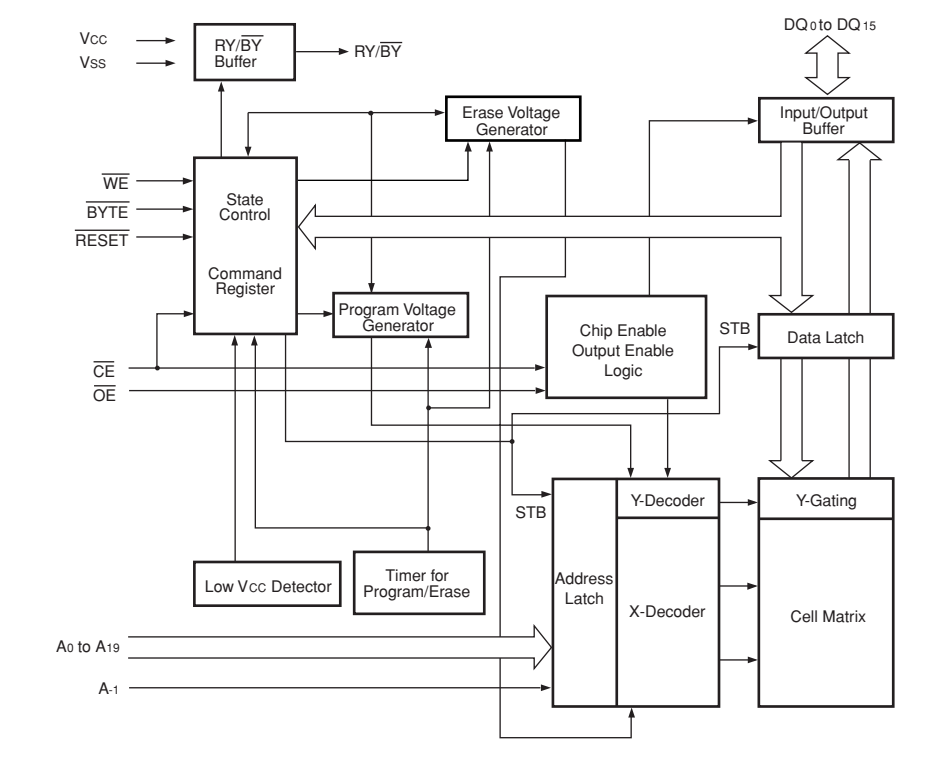 DQ0 to DQ15
VCC
VSS
RY/BY
Buffer
RY/BY
Erase Voltage
Generator
Input/Output
Buffer
WE
BYTE
RESET
State
Control
Command
Register
Program Voltage
Generator
Chip Enable
Output Enable
Logic
STB
Data Latch
CE
OE
STB
Y-Decoder
Y-Gating
Low VCC Detector
Timer for
Program/Erase
Address
Latch
X-Decoder
Cell Matrix
A0 to A19
A-1